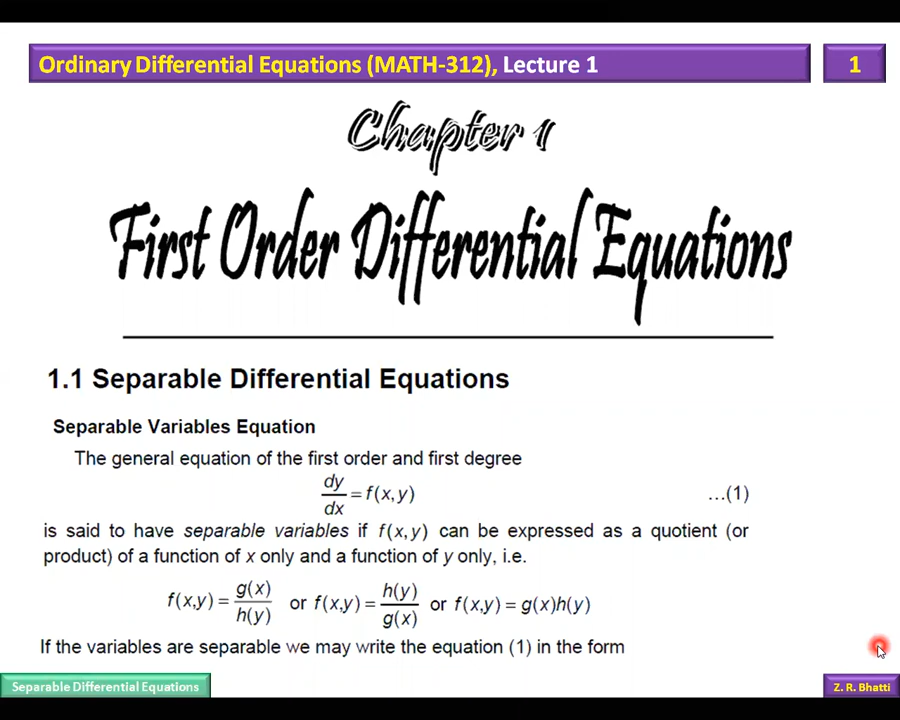 Ordinary Differential Equations (MATH-312), Lecture 1
1
Chapter 1
First Order Differential Equations
1.1 Separable Differential Equations
Separable Variables Equation
The general equation of the first order and first degree
dy/dx = f(x,y) ...(1)
is said to have separable variables if f(x,y) can be expressed as a quotient (or
product) of a function of x only and a function of y only, i.e.
f(x,y) = g(x)/h(y) or f(x,y) = h(y)/g(x) or f(x,y) = g(x)h(y)
If the variables are separable we may write the equation (1) in the form
Separable Differential Equations
Z. R. Bhatti